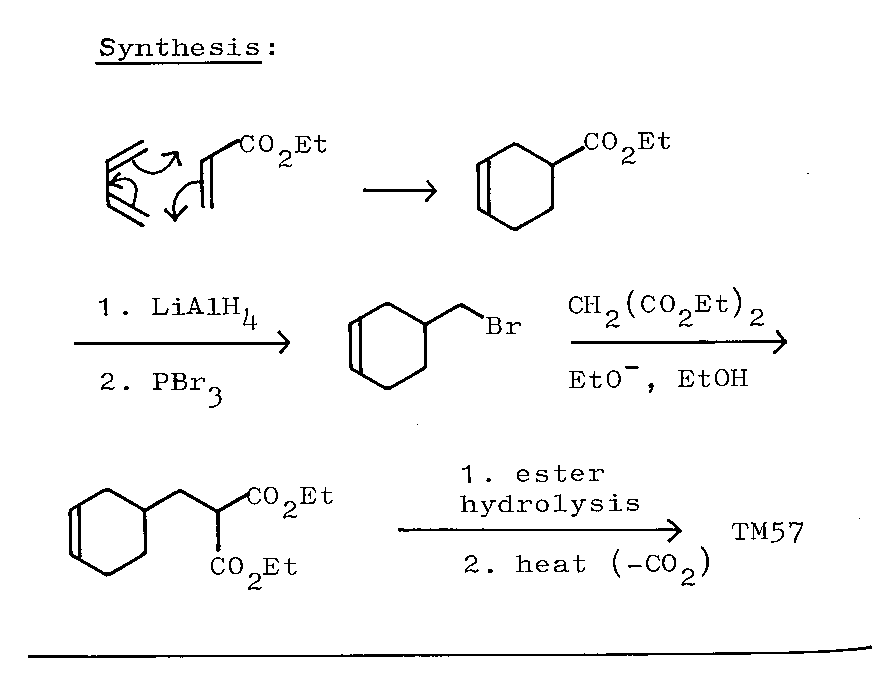 Synthesis:
CO2Et
CO2Et
1. LiAlH4
2. PBr3
Br
CH2(CO2Et)2
EtO-, EtOH
CO2Et
CO2Et
1. ester
hydrolysis
2. heat (-CO2)
TM57